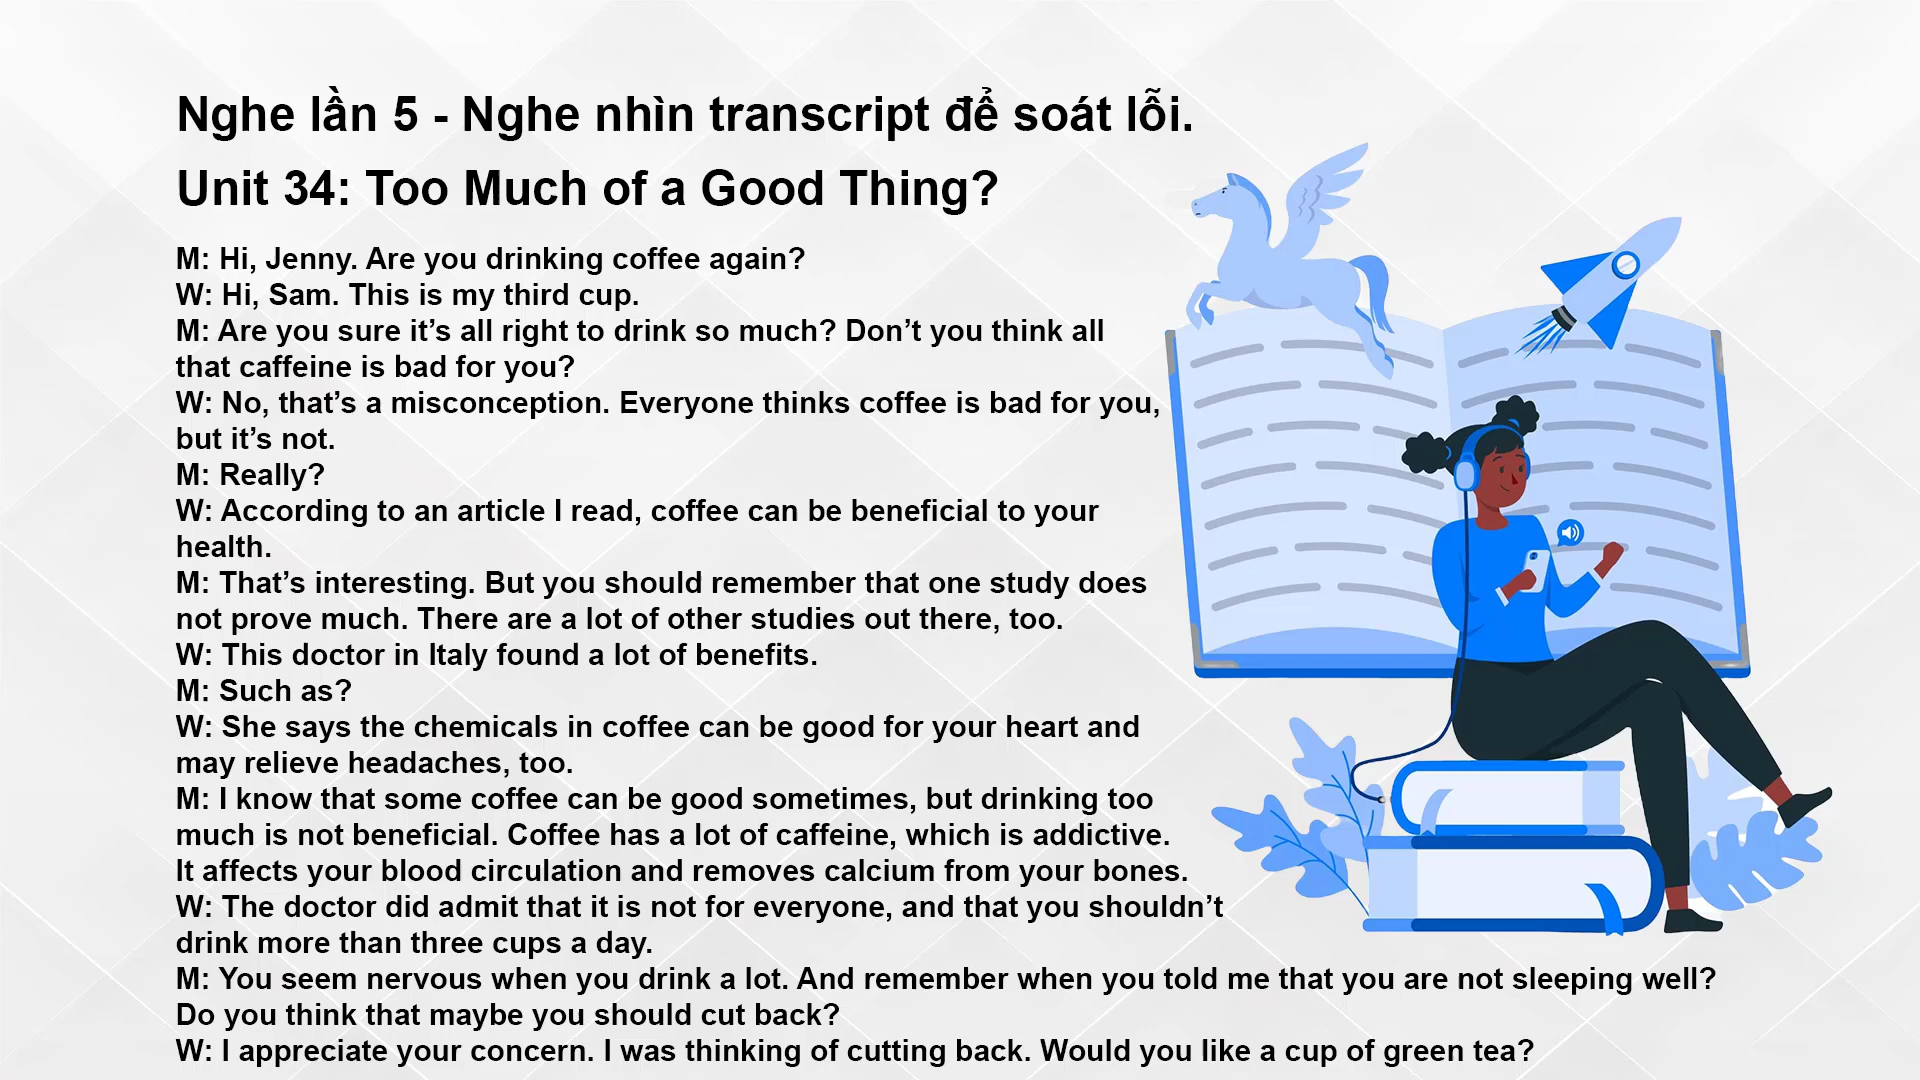 Nghe lần 5 - Nghe nhìn transcript để soát lỗi.
Unit 34: Too Much of a Good Thing?
M: Hi, Jenny. Are you drinking coffee again?
W: Hi, Sam. This is my third cup.
M: Are you sure it’s all right to drink so much? Don’t you think all
that caffeine is bad for you?
W: No, that’s a misconception. Everyone thinks coffee is bad for you,
but it’s not.
M: Really?
W: According to an article I read, coffee can be beneficial to your
health.
M: That’s interesting. But you should remember that one study does
not prove much. There are a lot of other studies out there, too.
W: This doctor in Italy found a lot of benefits.
M: Such as?
W: She says the chemicals in coffee can be good for your heart and
may relieve headaches, too.
M: I know that some coffee can be good sometimes, but drinking too
much is not beneficial. Coffee has a lot of caffeine, which is addictive.
It affects your blood circulation and removes calcium from your bones.
W: The doctor did admit that it is not for everyone, and that you shouldn’t
drink more than three cups a day.
M: You seem nervous when you drink a lot. And remember when you told me that you are not sleeping well?
Do you think that maybe you should cut back?
W: I appreciate your concern. I was thinking of cutting back. Would you like a cup of green tea?